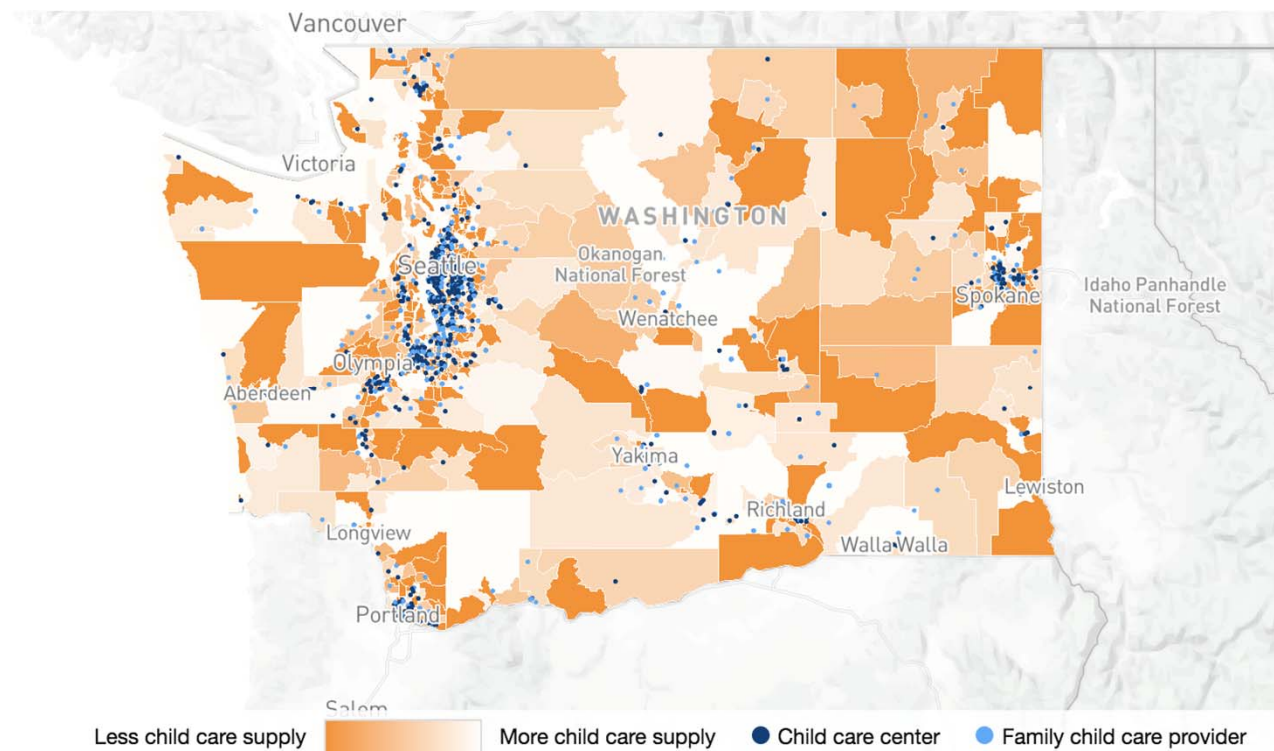 Vancouver
Victoria
WASHINGTON
Seattle
Okanogan
National Forest
Spokane
Idaho Panhandle
National Forest
Wenatchee
Olympia
Aberdeen
Yakima
Lewiston
Richland
Longview
Walla Walla
Portland
Salem
Less child care supply
More child care supply
Child care center
Family child care provider